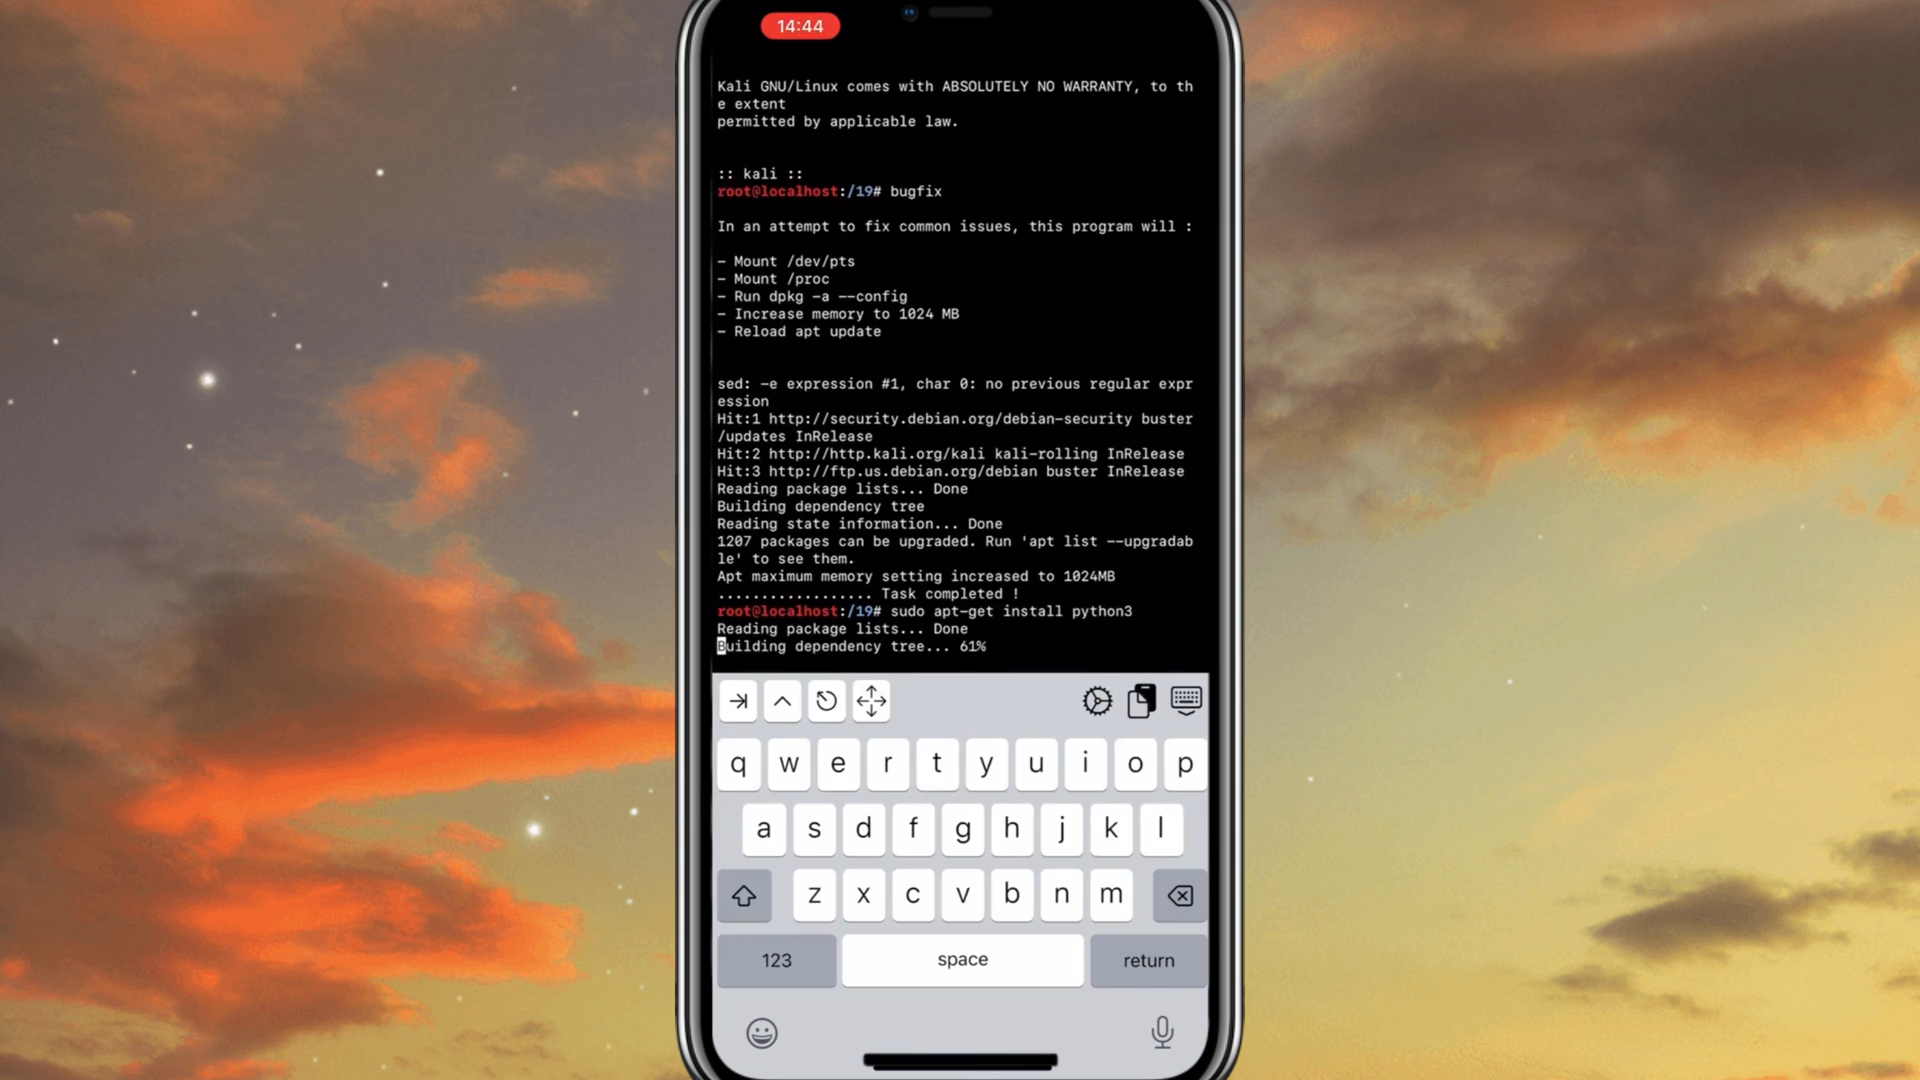 14:44
Kali GNU/Linux comes with ABSOLUTELY NO WARRANTY, to th
e extent
permitted by applicable law.
:: kali ::
root@localhost:/19# bugfix
In an attempt to fix common issues, this program will :
- Mount /dev/pts
- Mount /proc
- Run dpkg -a --config
- Increase memory to 1024 MB
- Reload apt update
sed: -e expression #1, char 0: no previous regular expr
ession
Hit:1 http://security.debian.org/debian-security buster
/updates InRelease
Hit:2 http://http.kali.org/kali kali-rolling InRelease
Hit:3 http://ftp.us.debian.org/debian buster InRelease
Reading package lists... Done
Building dependency tree
Reading state information... Done
1207 packages can be upgraded. Run 'apt list --upgradab
le' to see them.
Apt maximum memory setting increased to 1024MB
.................. Task completed !
root@localhost:/19# sudo apt-get install python3
Reading package lists... Done
Building dependency tree... 61%
q w e r t y u i o p
a s d f g h j k l
z x c v b n m
123 space return